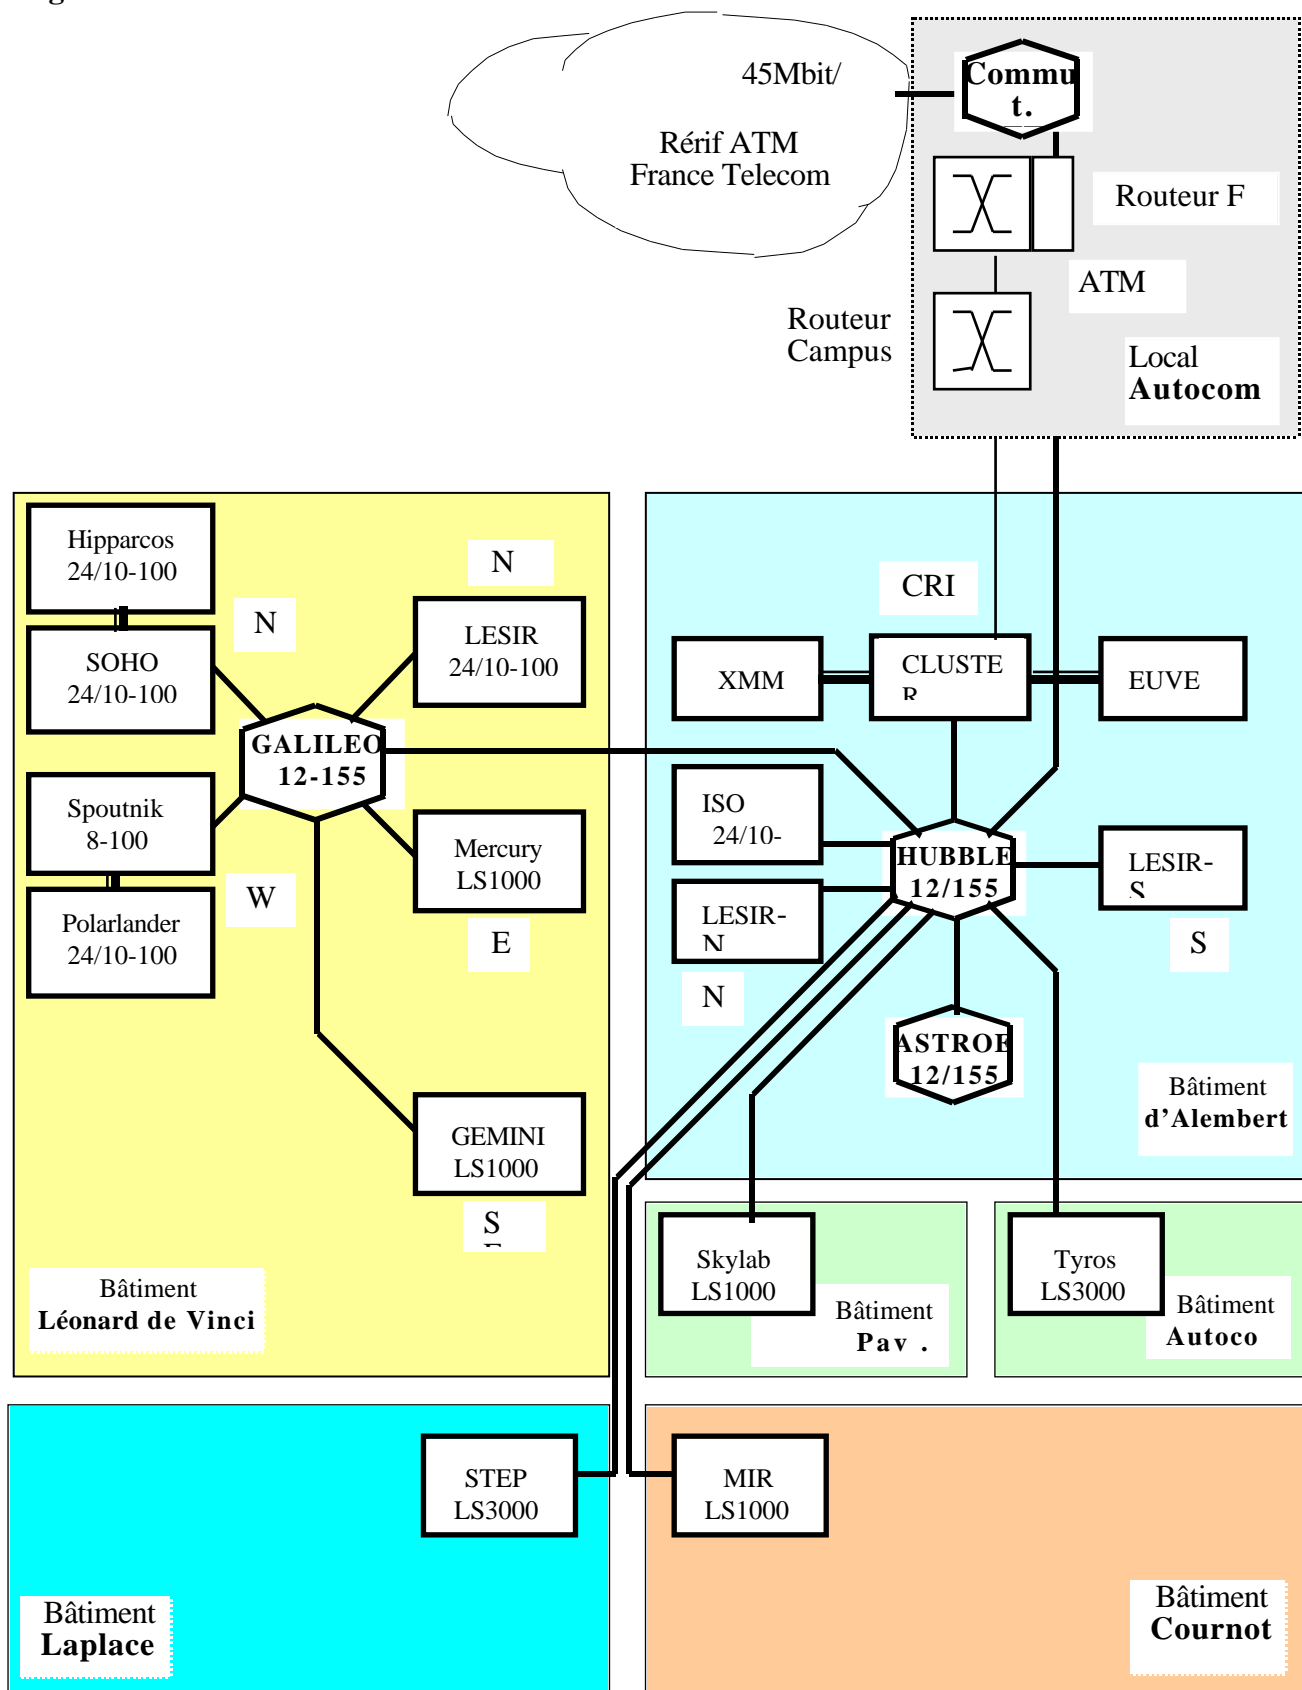 45Mbit/
Commu
t.
Rérif ATM
France Telecom
Routeur F
ATM
Routeur
Campus
Local
Autocom
Hipparcos
24/10-100
N
SOHO
24/10-100
N
LESIR
24/10-100
GALILEO
12-155
Spoutnik
8-100
W
Polarlander
24/10-100
Mercury
LS1000
E
GEMINI
LS1000
S
Bâtiment
Léonard de Vinci
CRI
XMM
CLUSTE
R
EUVE
ISO
24/10-
HUBBLE
12/155
LESIR-
S
S
LESIR-
N
N
ASTROE
12/155
Bâtiment
d'Alembert
Skylab
LS1000
Bâtiment
Pav .
Tyros
LS3000
Bâtiment
Autoco
STEP
LS3000
Bâtiment
Laplace
MIR
LS1000
Bâtiment
Cournot